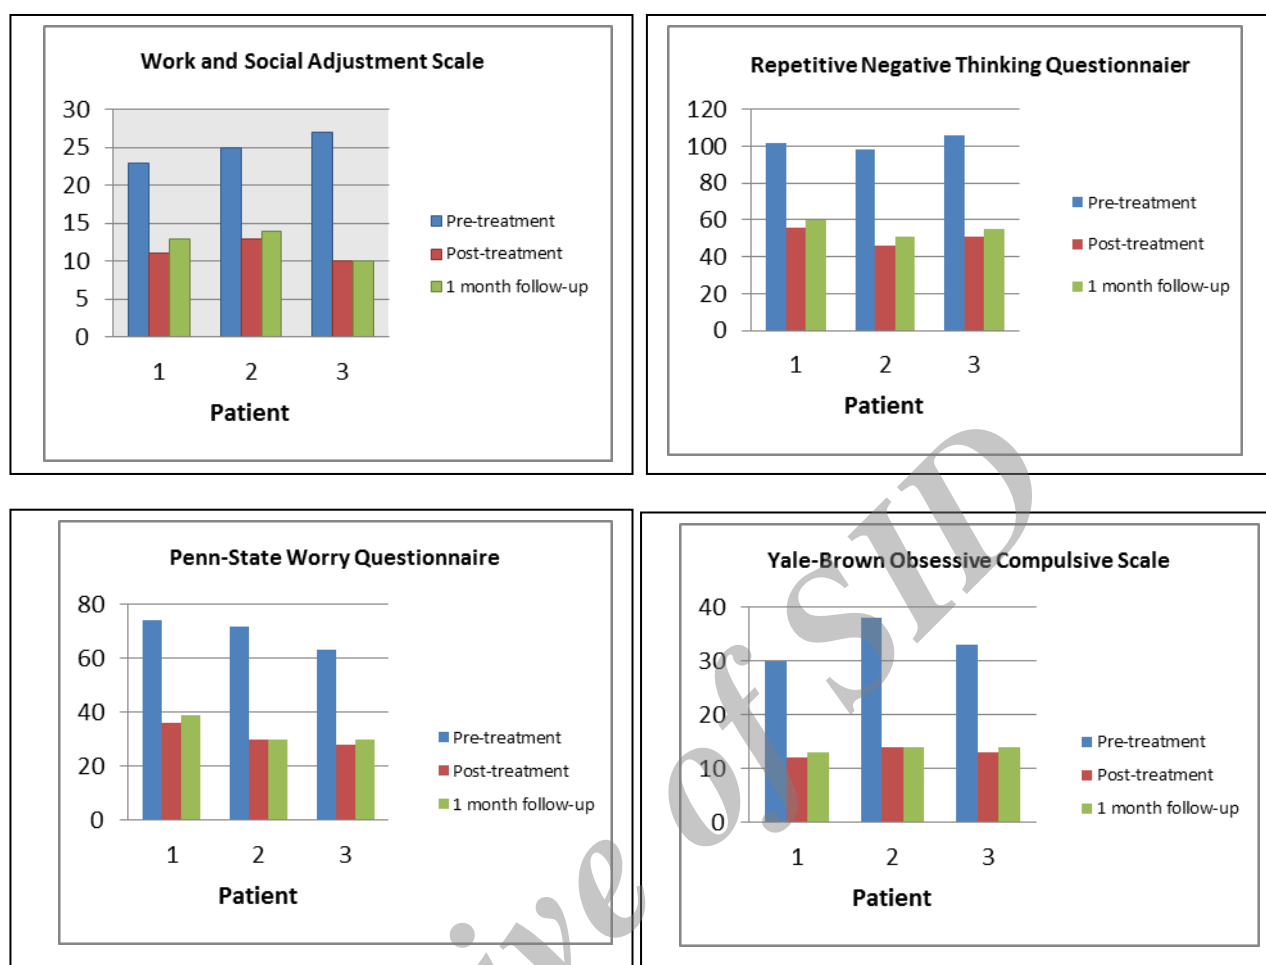 Work and Social Adjustment Scale
30
25
20
15
10
5
0
1 2 3
Patient
Pre-treatment
Post-treatment
1 month follow-up
Repetitive Negative Thinking Questionnaier
120
100
80
60
40
20
0
1 2 3
Patient
Pre-treatment
Post-treatment
1 month follow-up
Penn-State Worry Questionnaire
80
60
40
20
0
1 2 3
Patient
Pre-treatment
Post-treatment
1 month follow-up
Yale-Brown Obsessive Compulsive Scale
40
30
20
10
0
1 2 3
Patient
Pre-treatment
Post-treatment
1 month follow-up
ive of SID